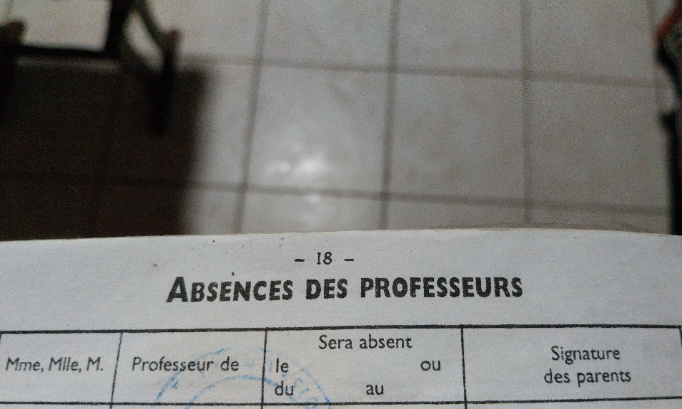 - 18 -
ABSENCES DES PROFESSEURS
Mme, Mlle, M.
Professeur de
Sera absent
le ou
du au
Signature
des parents